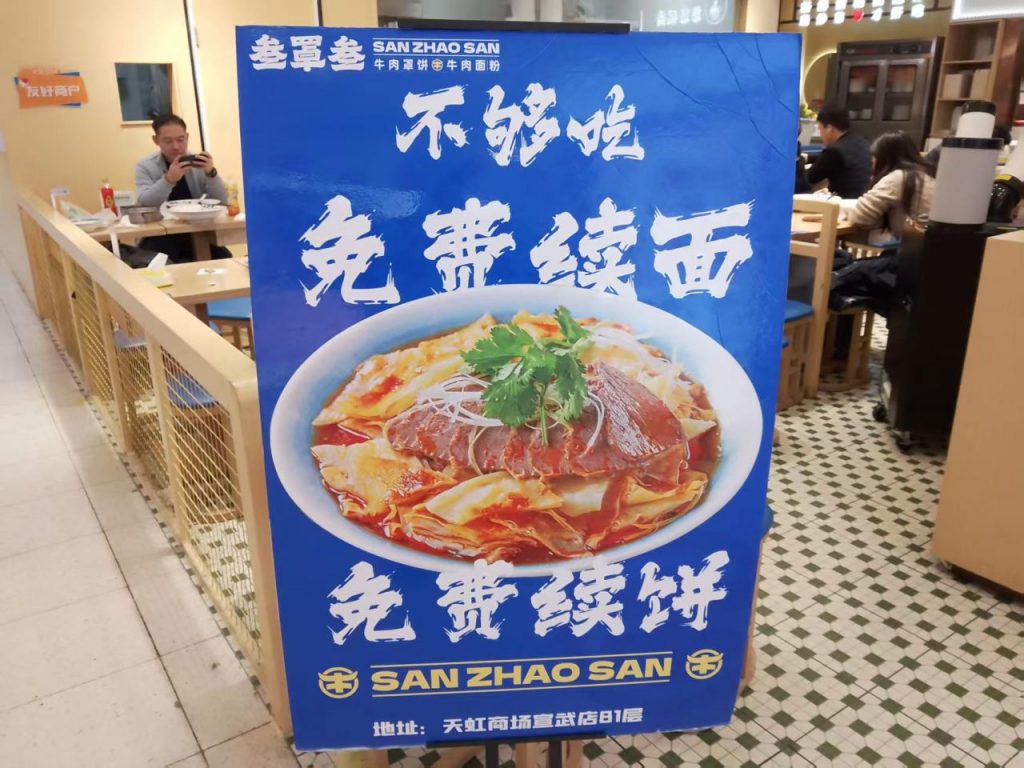 叁罩叁
SAN ZHAO SAN
牛肉罩饼 牛肉面|粉
不够吃
免费续面
免费续饼
SAN ZHAO SAN
地址：天虹商场宣武店B1层
友好商户